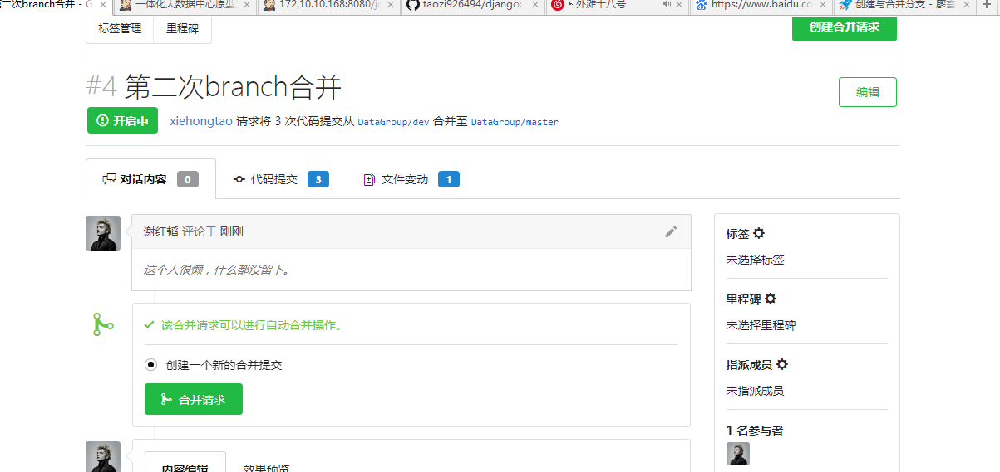 第二次branch合并 - G
一体化大数据中心原型
172.10.10.168:8080/jc
taozi926494/django:
外滩十八号
https://www.baidu.co
创建与合并分支 - 廖雪
标签管理
里程碑
创建合并请求
#4 第二次branch合并
编辑
开启中 xiehongtao 请求将 3 次代码提交从 DataGroup/dev 合并至 DataGroup/master
对话内容 0
代码提交 3
文件变动 1
谢红韬 评论于 刚刚
这个人很懒，什么都没留下。
该合并请求可以进行自动合并操作。
创建一个新的合并提交
合并请求
内容编辑
效果预览
标签
未选择标签
里程碑
未选择里程碑
指派成员
未指派成员
1 名参与者